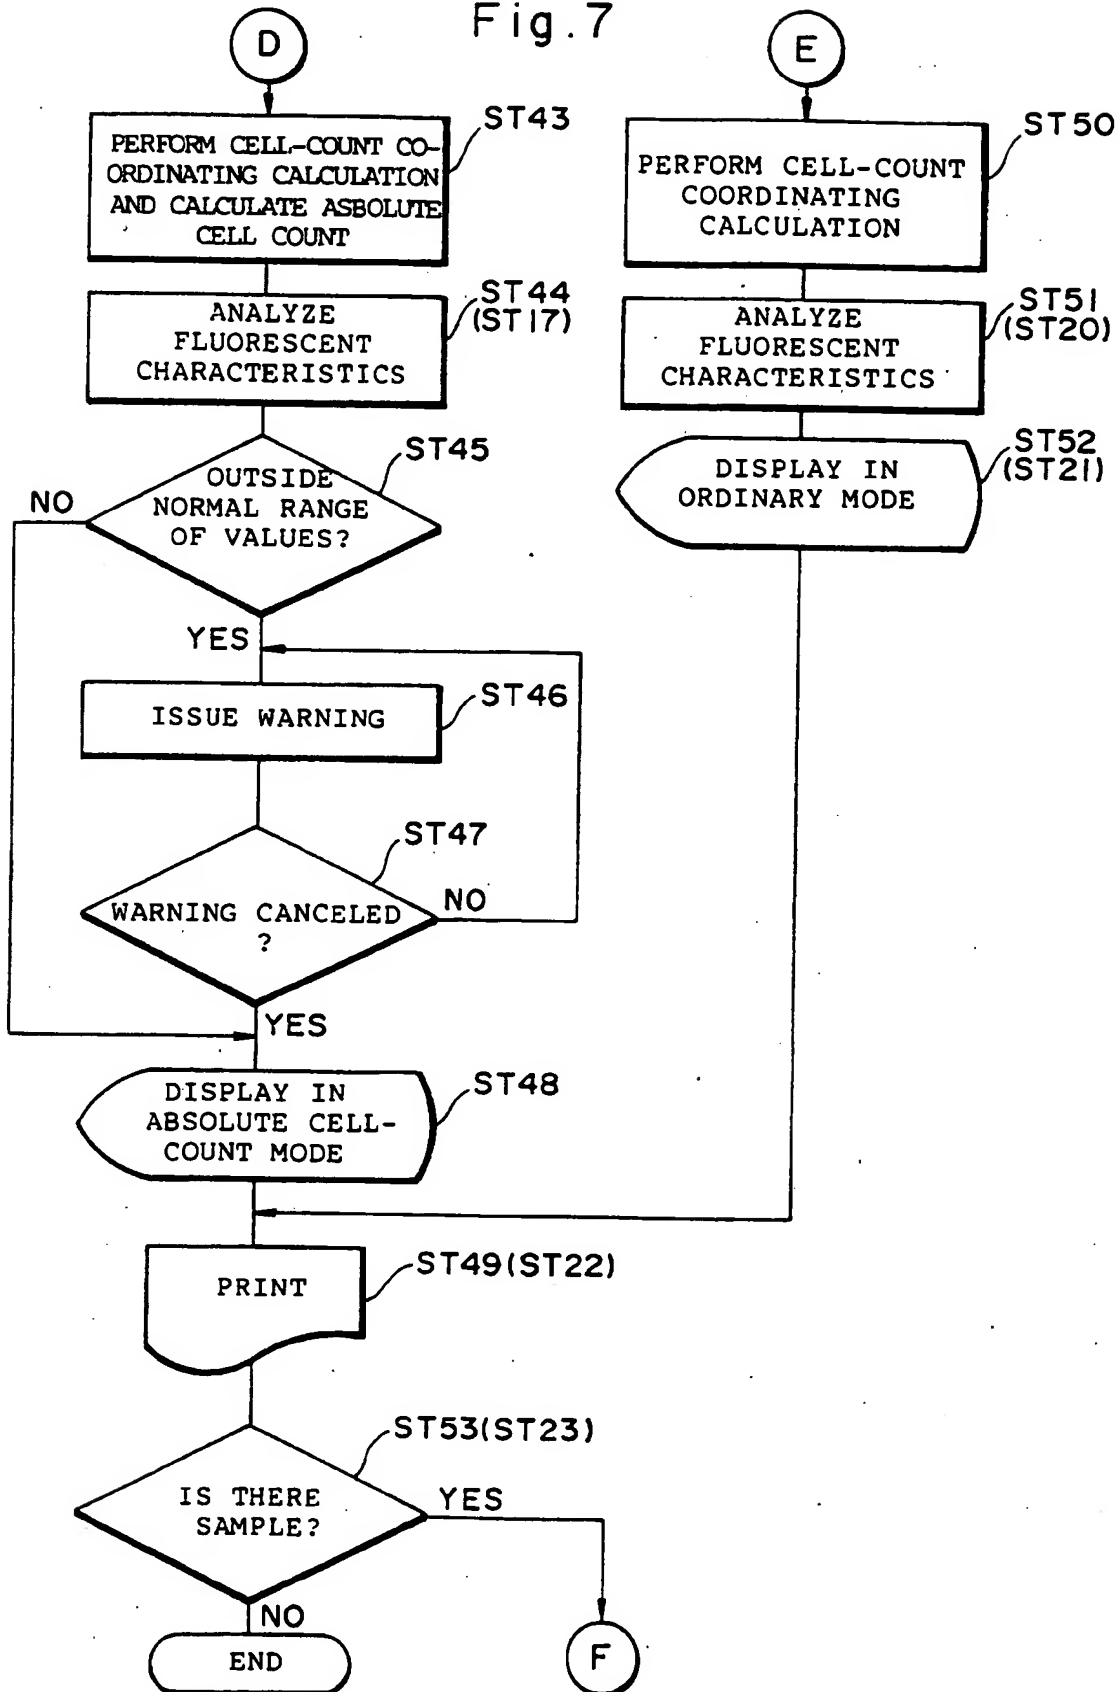 Fig. 7
D
PERFORM CELL-COUNT CO-
ORDINATING CALCULATION
AND CALCULATE ASBOLUTE
CELL COUNT
ST43
ANALYZE
FLUORESCENT
CHARACTERISTICS
ST44
(ST17)
OUTSIDE
NORMAL RANGE
OF VALUES?
ST45
NO
YES
ISSUE WARNING
ST46
WARNING CANCELED
?
ST47
NO
YES
DISPLAY IN
ABSOLUTE CELL-
COUNT MODE
ST48
E
PERFORM CELL-COUNT
COORDINATING
CALCULATION
ST50
ANALYZE
FLUORESCENT
CHARACTERISTICS
ST51
(ST20)
DISPLAY IN
ORDINARY MODE
ST52
(ST21)
PRINT
ST49(ST22)
IS THERE
SAMPLE?
ST53(ST23)
YES
NO
END
F